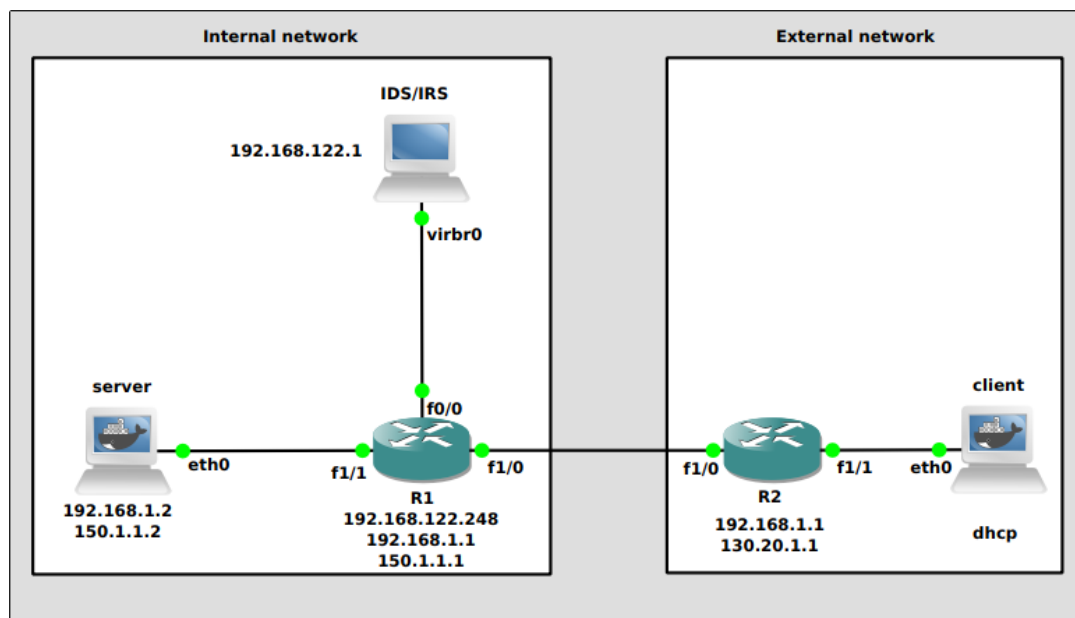 Internal network
External network
IDS/IRS
192.168.122.1
virbr0
server
f0/0
client
eth0
f1/1
f1/0
f1/0
f1/1
eth0
R1
R2
192.168.1.2
150.1.1.2
192.168.122.248
192.168.1.1
150.1.1.1
192.168.1.1
130.20.1.1
dhcp